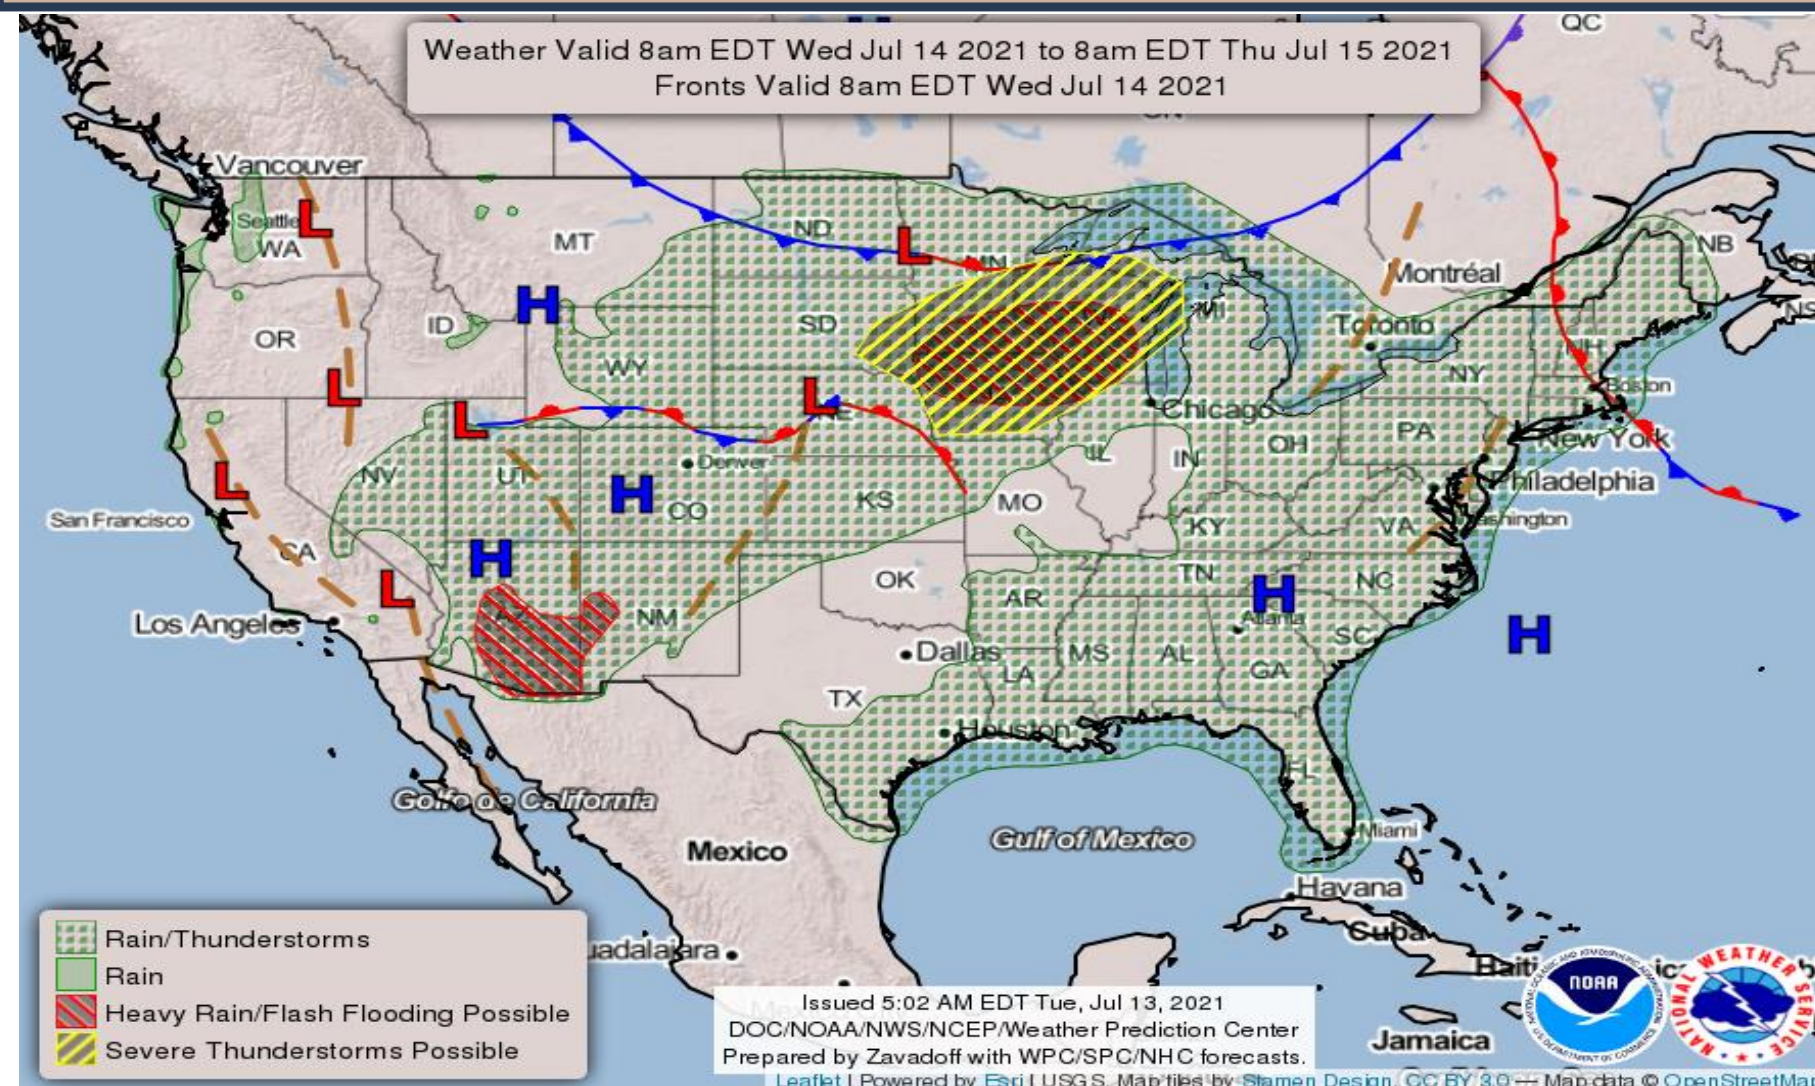 QC
Weather Valid 8am EDT Wed Jul 14 2021 to 8am EDT Thu Jul 15 2021
Fronts Valid 8am EDT Wed Jul 14 2021
Vancouver
Seattle
L
WA
MT
ND
L
MN
NB
Montréal
H
OR
ID
SD
MI
Toronto
NH
WY
NY
L
L
NE
Boston
L
Chicago
PA
New York
OH
IL
IN
Denver
NV
UT
L
H
CO
KS
MO
Philadelphia
San Francisco
KY
VA
CA
H
OK
TN
NC
L
AR
H
Atlanta
Los Angeles
AZ
NM
SC
H
Dallas
MS
AL
GA
LA
TX
Houston
FL
Golfo de California
Gulf of Mexico
Miami
Mexico
Havana
Cuba
Haiti
Jamaica
Rain/Thunderstorms
Rain
Heavy Rain/Flash Flooding Possible
Severe Thunderstorms Possible
Issued 5:02 AM EDT Tue, Jul 13, 2021
DOC/NOAA/NWS/NCEP/Weather Prediction Center
Prepared by Zavadoff with WPC/SPC/NHC forecasts.
NOAA
NATIONAL WEATHER SERVICE
Leaflet | Powered by Esri | USGS, Map tiles by Stamen Design, CC BY 3.0 — Map data © OpenStreetMap